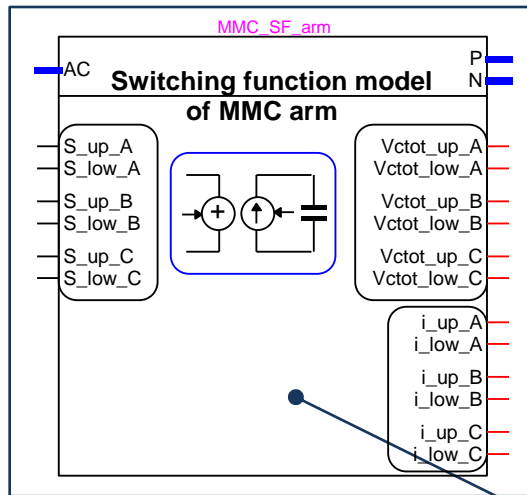 MMC_SF_arm
AC
P
N
Switching function model
of MMC arm
S_up_A
S_low_A
S_up_B
S_low_B
S_up_C
S_low_C
+
Vctot_up_A
Vctot_low_A
Vctot_up_B
Vctot_low_B
Vctot_up_C
Vctot_low_C
i_up_A
i_low_A
i_up_B
i_low_B
i_up_C
i_low_C